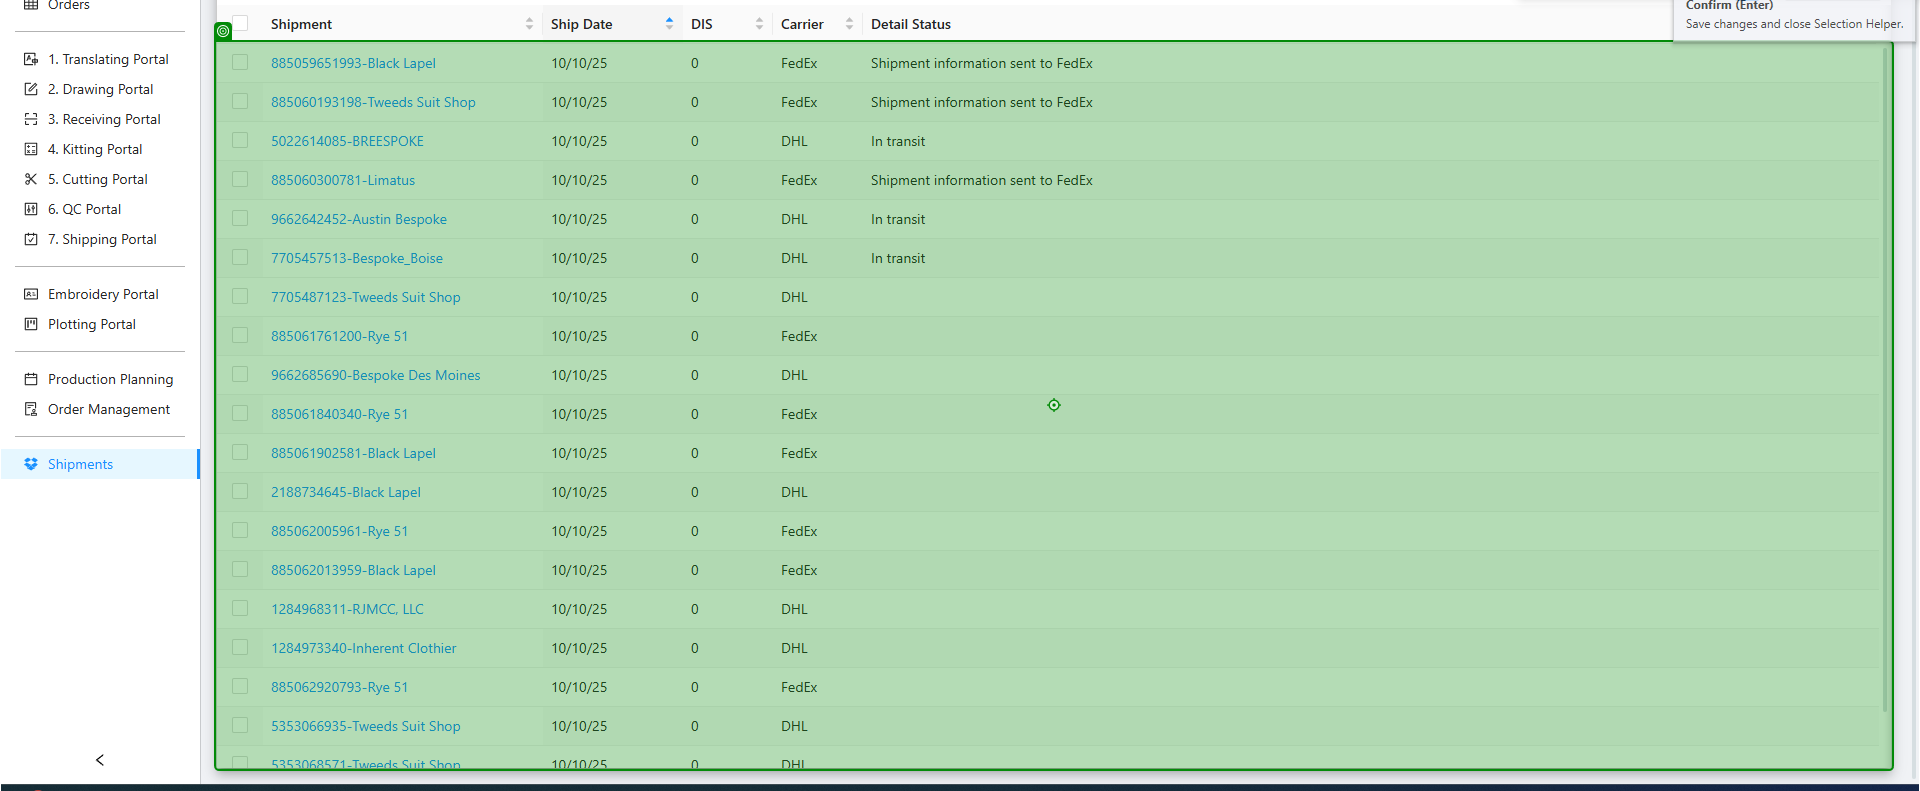 Orders
1. Translating Portal
2. Drawing Portal
3. Receiving Portal
4. Kitting Portal
5. Cutting Portal
6. QC Portal
7. Shipping Portal
Embroidery Portal
Plotting Portal
Production Planning
Order Management
Shipments
Confirm (Enter)
Save changes and close Selection Helper.
Shipment Ship Date DIS Carrier Detail Status
885059651993-Black Lapel 10/10/25 0 FedEx Shipment information sent to FedEx
885060193198-Tweeds Suit Shop 10/10/25 0 FedEx Shipment information sent to FedEx
5022614085-BREESPOKE 10/10/25 0 DHL In transit
885060300781-Limatus 10/10/25 0 FedEx Shipment information sent to FedEx
9662642452-Austin Bespoke 10/10/25 0 DHL In transit
7705457513-Bespoke_Boise 10/10/25 0 DHL In transit
7705487123-Tweeds Suit Shop 10/10/25 0 DHL
885061761200-Rye 51 10/10/25 0 FedEx
9662685690-Bespoke Des Moines 10/10/25 0 DHL
885061840340-Rye 51 10/10/25 0 FedEx
885061902581-Black Lapel 10/10/25 0 FedEx
2188734645-Black Lapel 10/10/25 0 DHL
885062005961-Rye 51 10/10/25 0 FedEx
885062013959-Black Lapel 10/10/25 0 FedEx
1284968311-RJMCC, LLC 10/10/25 0 DHL
1284973340-Inherent Clothier 10/10/25 0 DHL
885062920793-Rye 51 10/10/25 0 FedEx
5353066935-Tweeds Suit Shop 10/10/25 0 DHL
5353068571-Tweeds Suit Shop 10/10/25 0 DHL